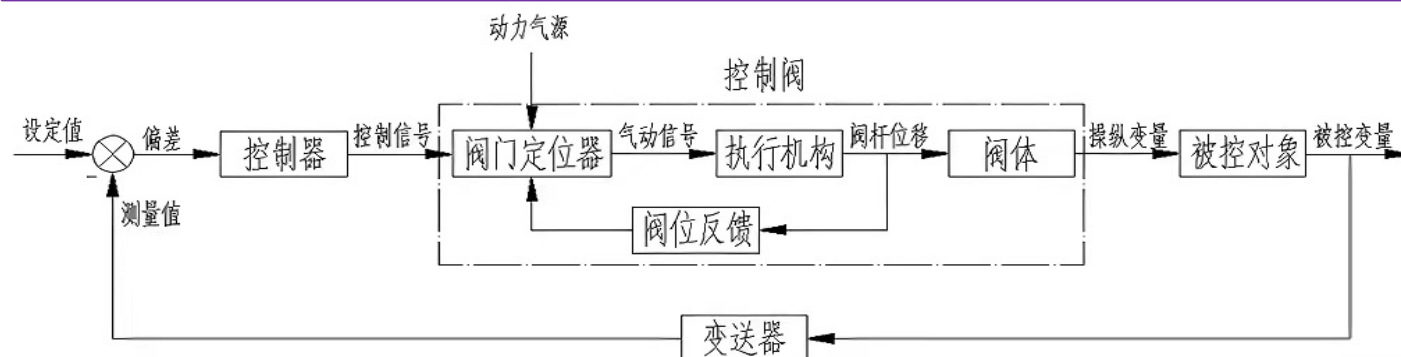 动力气源
控制阀
设定值
偏差
控制器
控制信号
阀门定位器
气动信号
执行机构
阀杆位移
阀体
操纵变量
被控对象
被控变量
-
测量值
阀位反馈
变送器